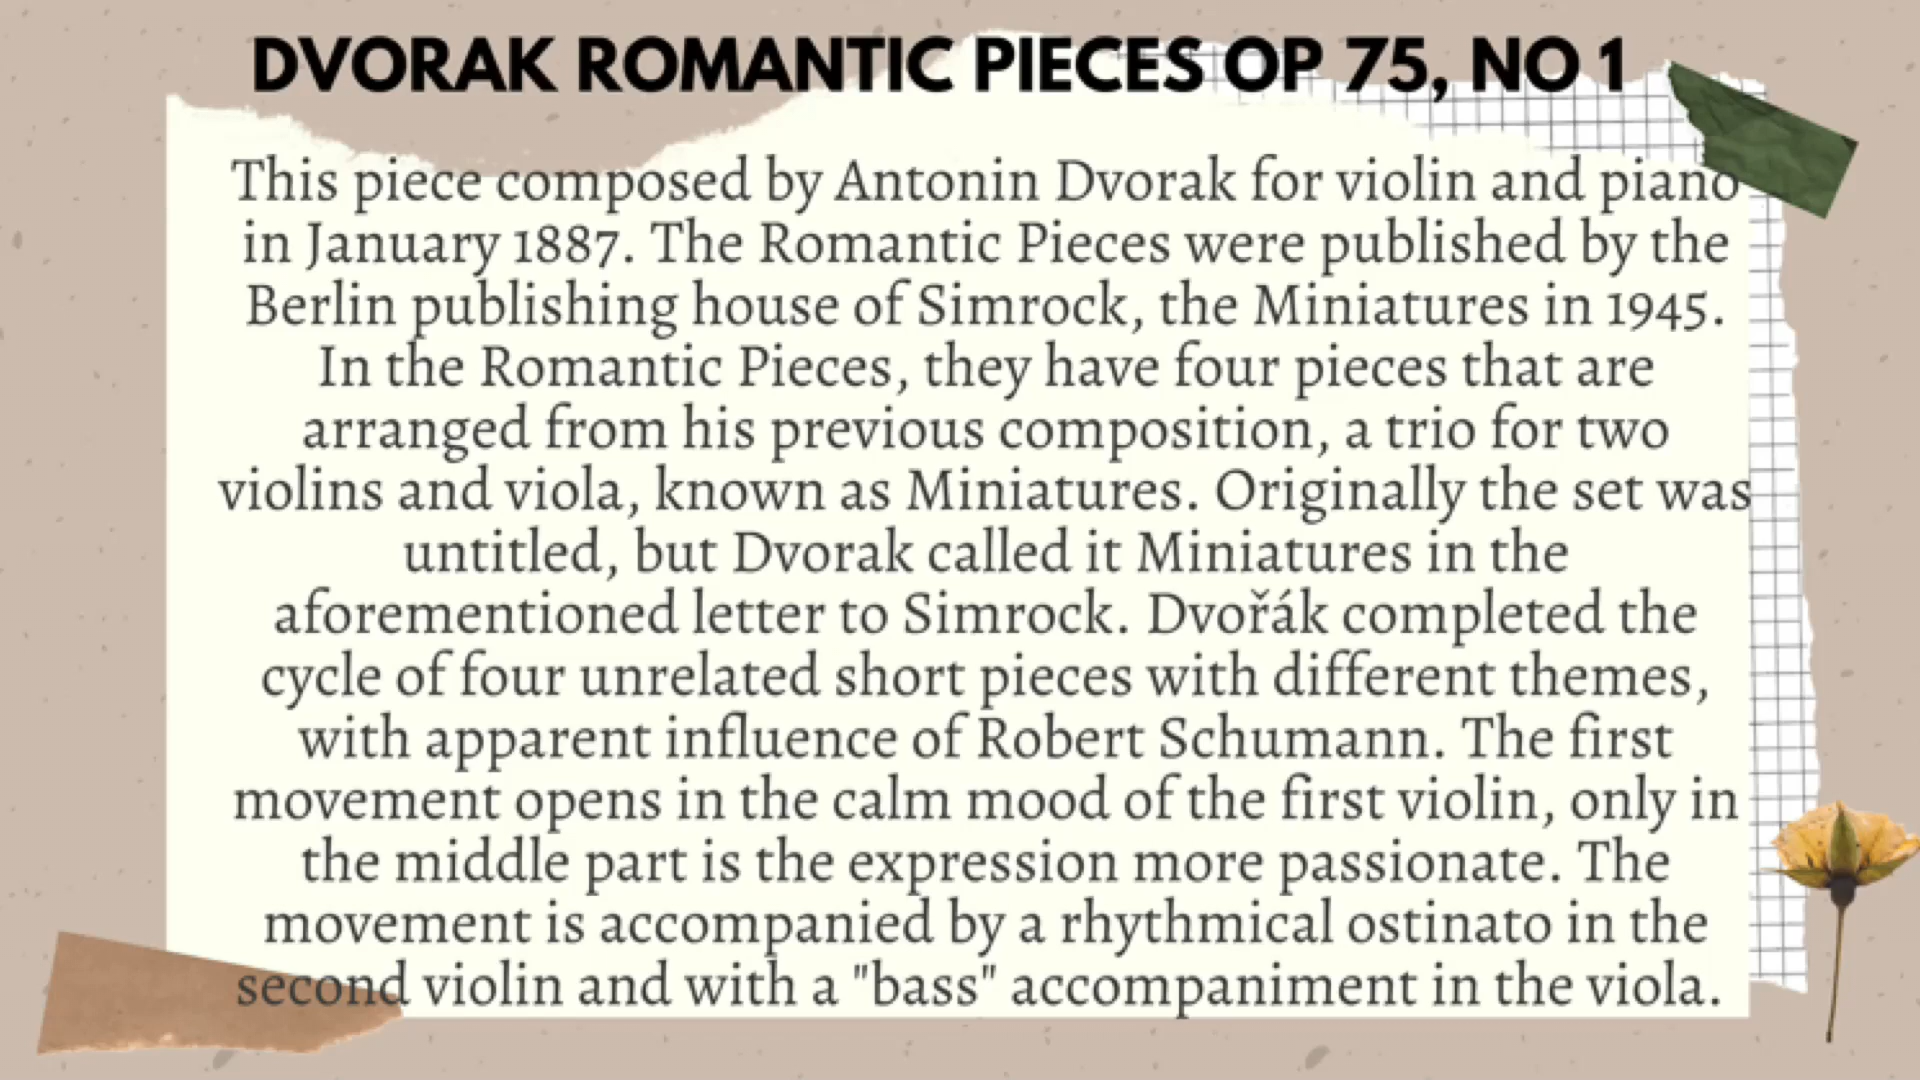 DVORAK ROMANTIC PIECES OP 75, NO 1
This piece composed by Antonin Dvorak for violin and piano
in January 1887. The Romantic Pieces were published by the
Berlin publishing house of Simrock, the Miniatures in 1945.
In the Romantic Pieces, they have four pieces that are
arranged from his previous composition, a trio for two
violins and viola, known as Miniatures. Originally the set was
untitled, but Dvorak called it Miniatures in the
aforementioned letter to Simrock. Dvořák completed the
cycle of four unrelated short pieces with different themes,
with apparent influence of Robert Schumann. The first
movement opens in the calm mood of the first violin, only in
the middle part is the expression more passionate. The
movement is accompanied by a rhythmical ostinato in the
second violin and with a "bass" accompaniment in the viola.